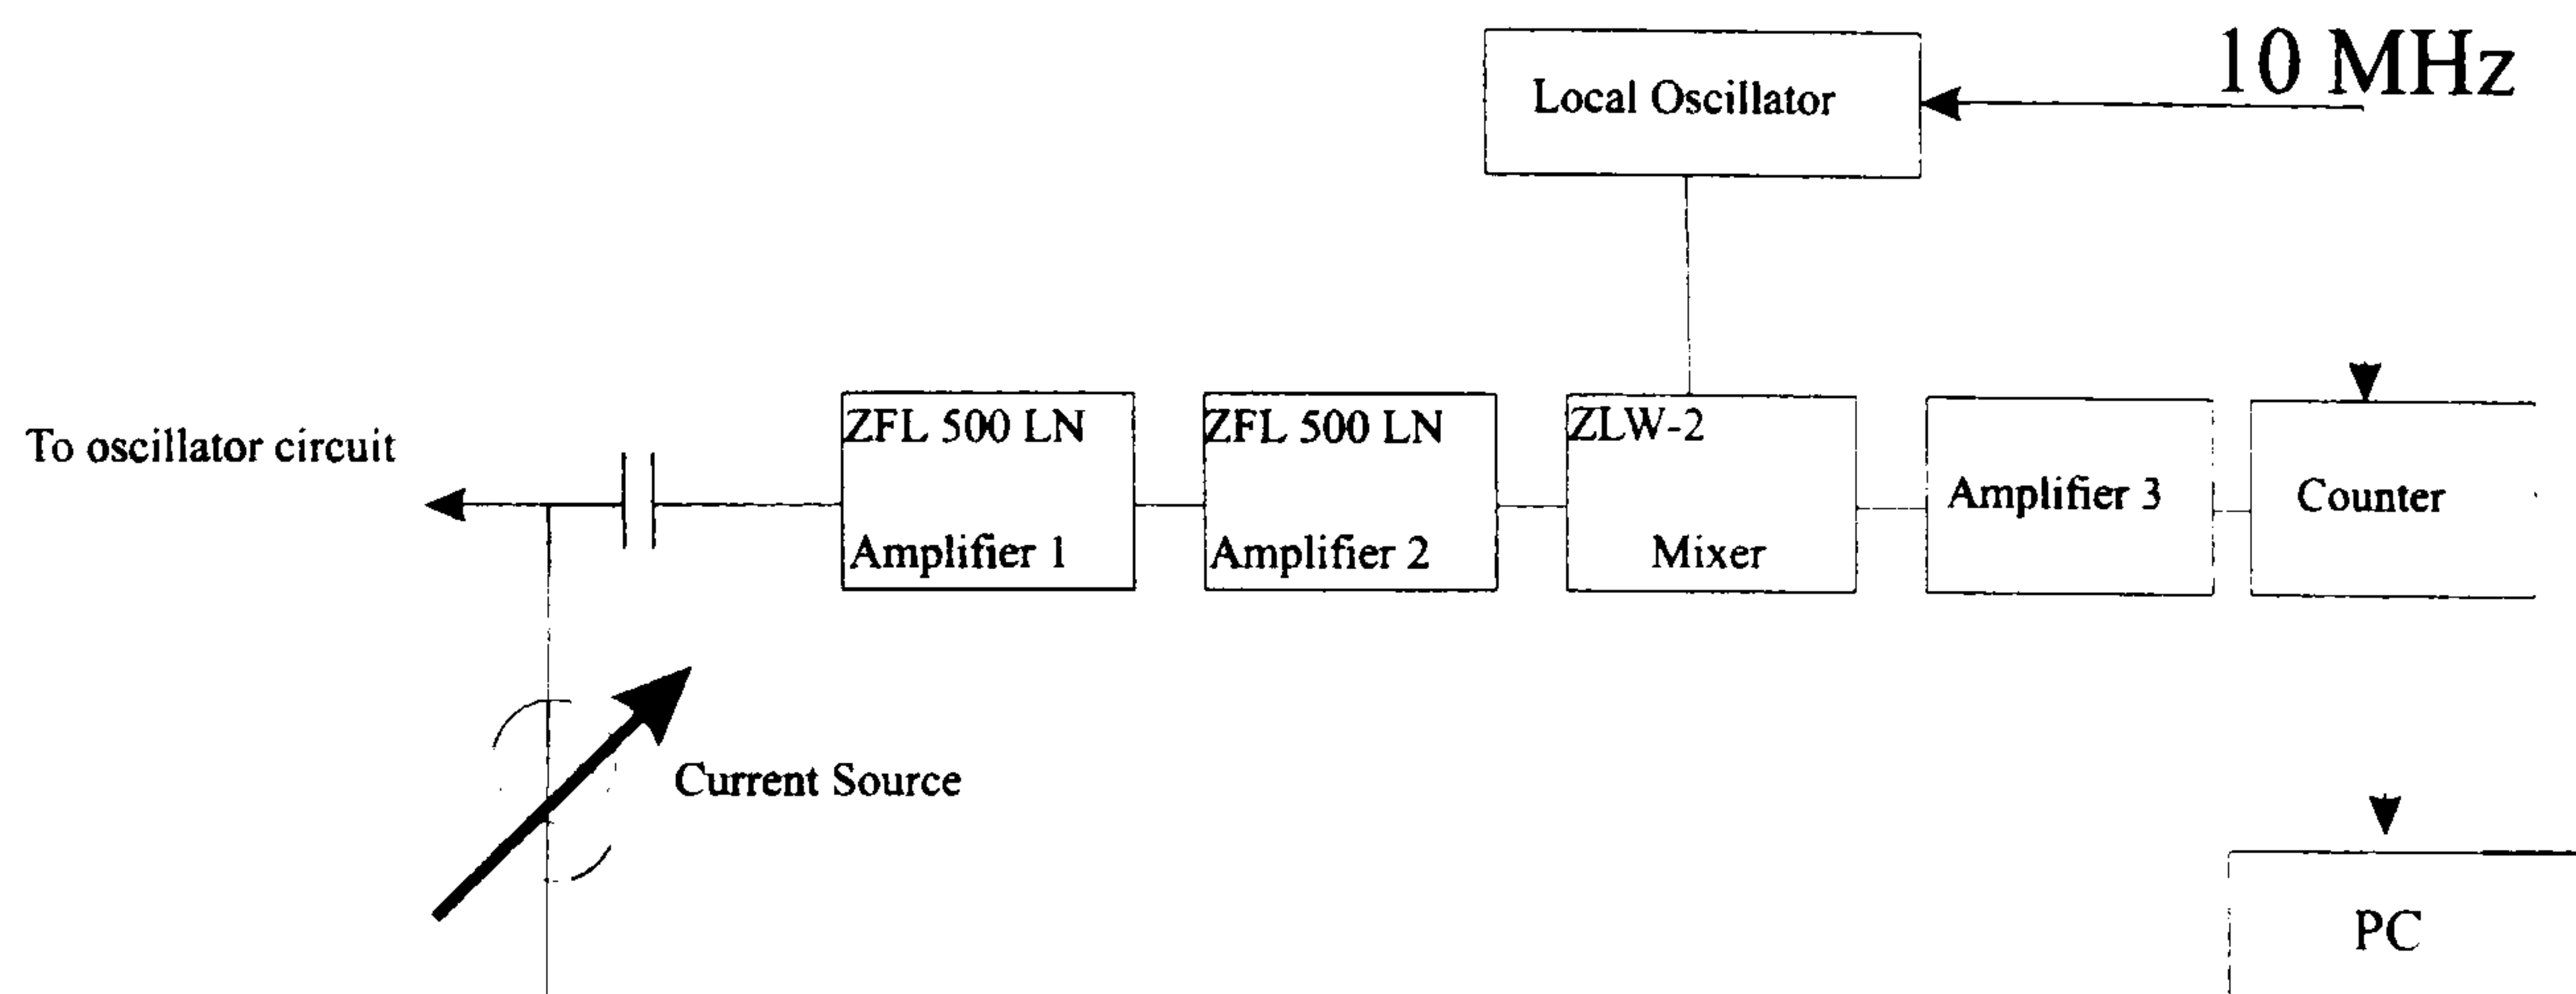 10 MHz
Local Oscillator
To oscillator circuit
ZFL 500 LN
Amplifier 1
ZFL 500 LN
Amplifier 2
ZLW-2
Mixer
Amplifier 3
Counter
Current Source
PC